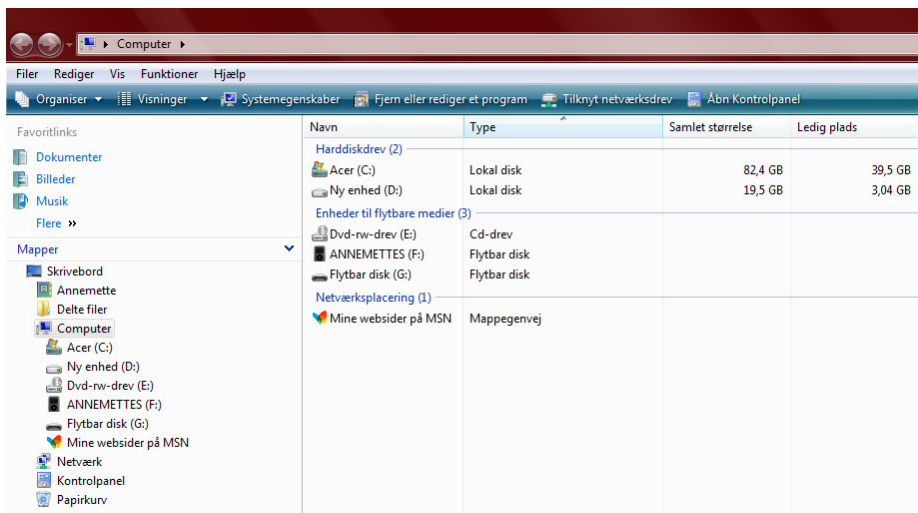 Computer
Filer Rediger Vis Funktioner Hjælp
Organiser Visninger Systemegenskaber Fjern eller rediger et program Tilknyt netværksdrev Åbn Kontrolpanel
Favoritlinks
Dokumenter
Billeder
Musik
Flere »
Mapper
Skrivebord
Annemette
Delte filer
Computer
Acer (C:)
Ny enhed (D:)
Dvd-rw-drev (E:)
ANNEMETTES (F:)
Flytbar disk (G:)
Mine websider på MSN
Netværk
Kontrolpanel
Papirkurv
Navn Type Samlet størrelse Ledig plads
Harddiskdrev (2)
Acer (C:) Lokal disk 82,4 GB 39,5 GB
Ny enhed (D:) Lokal disk 19,5 GB 3,04 GB
Enheder til flytbare medier (3)
Dvd-rw-drev (E:) Cd-drev
ANNEMETTES (F:) Flytbar disk
Flytbar disk (G:) Flytbar disk
Netværksplacering (1)
Mine websider på MSN Mappegenvej